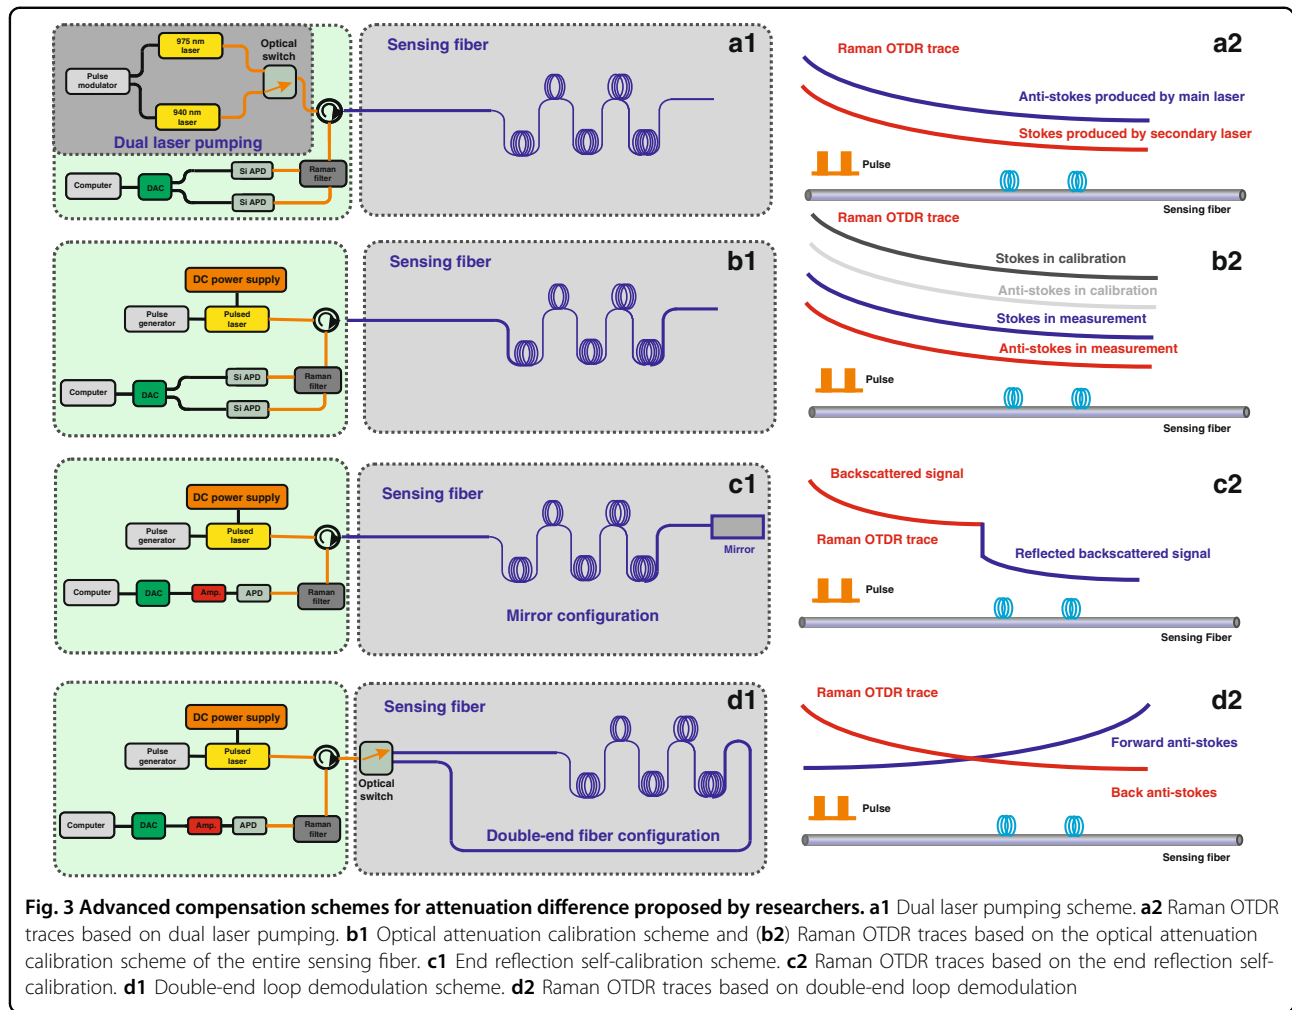 975 nm
laser
Optical
switch
Pulse
modulator
940 nm
laser
Dual laser pumping
Computer
DAC
Si APD
Si APD
Raman
filter
Sensing fiber
a1
Raman OTDR trace
a2
Anti-stokes produced by main laser
Stokes produced by secondary laser
Pulse
Sensing fiber
DC power supply
Pulse
generator
Pulsed
laser
Computer
DAC
Si APD
Si APD
Raman
filter
Sensing fiber
b1
Raman OTDR trace
b2
Stokes in calibration
Anti-stokes in calibration
Stokes in measurement
Anti-stokes in measurement
Pulse
Sensing fiber
DC power supply
Pulse
generator
Pulsed
laser
Computer
DAC
Amp.
APD
Raman
filter
Sensing fiber
c1
Mirror
Mirror configuration
Backscattered signal
c2
Raman OTDR trace
Reflected backscattered signal
Pulse
Sensing Fiber
DC power supply
Pulse
generator
Pulsed
laser
Computer
DAC
Amp.
APD
Raman
filter
Sensing fiber
d1
Optical
switch
Double-end fiber configuration
Raman OTDR trace
d2
Forward anti-stokes
Back anti-stokes
Pulse
Sensing fiber
Fig. 3 Advanced compensation schemes for attenuation difference proposed by researchers. a1 Dual laser pumping scheme. a2 Raman OTDR
traces based on dual laser pumping. b1 Optical attenuation calibration scheme and (b2) Raman OTDR traces based on the optical attenuation
calibration scheme of the entire sensing fiber. c1 End reflection self-calibration scheme. c2 Raman OTDR traces based on the end reflection self-
calibration. d1 Double-end loop demodulation scheme. d2 Raman OTDR traces based on double-end loop demodulation